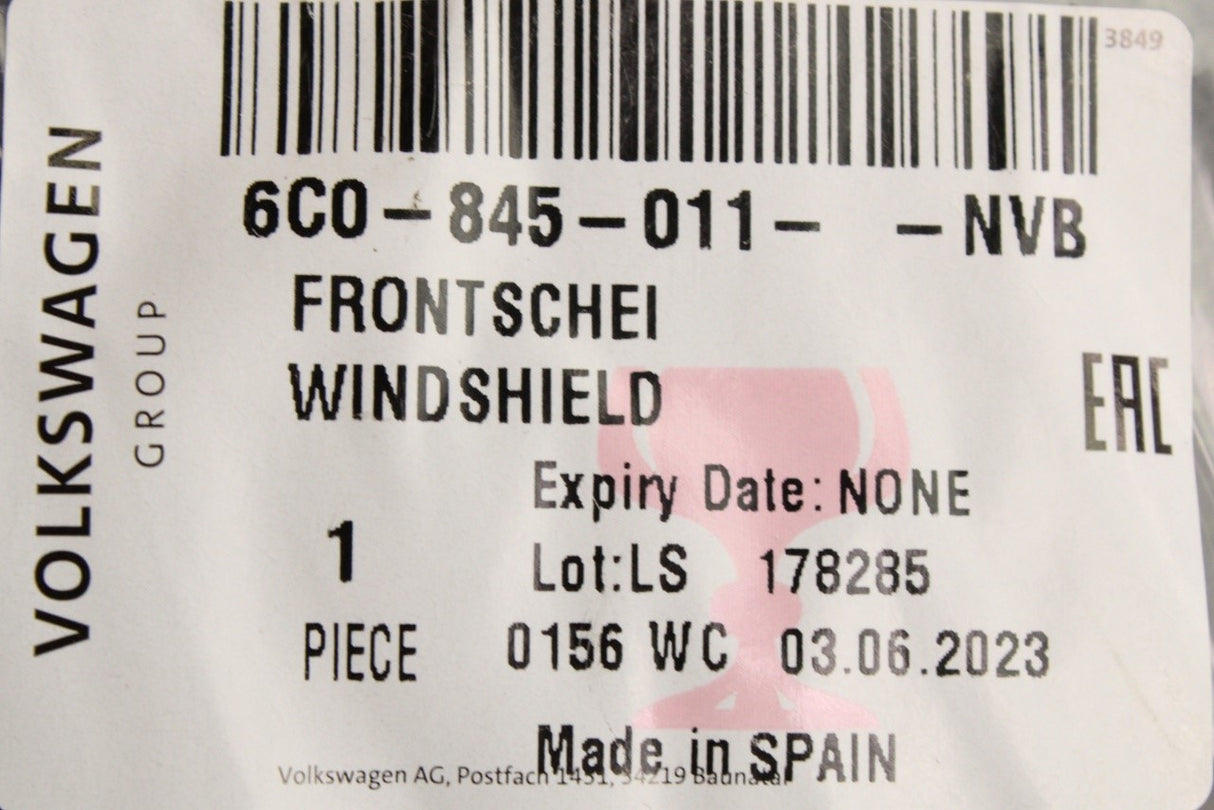 3849
6C0-845-011- -NVB
FRONTSCHEI
WINDSHIELD
EAC
Expiry Date: NONE
1
Lot:LS 178285
PIECE
0156 WC 03.06.2023
Made in SPAIN
Volkswagen AG, Postfach 1431, 34219 Baunatal
VOLKSWAGEN
GROUP